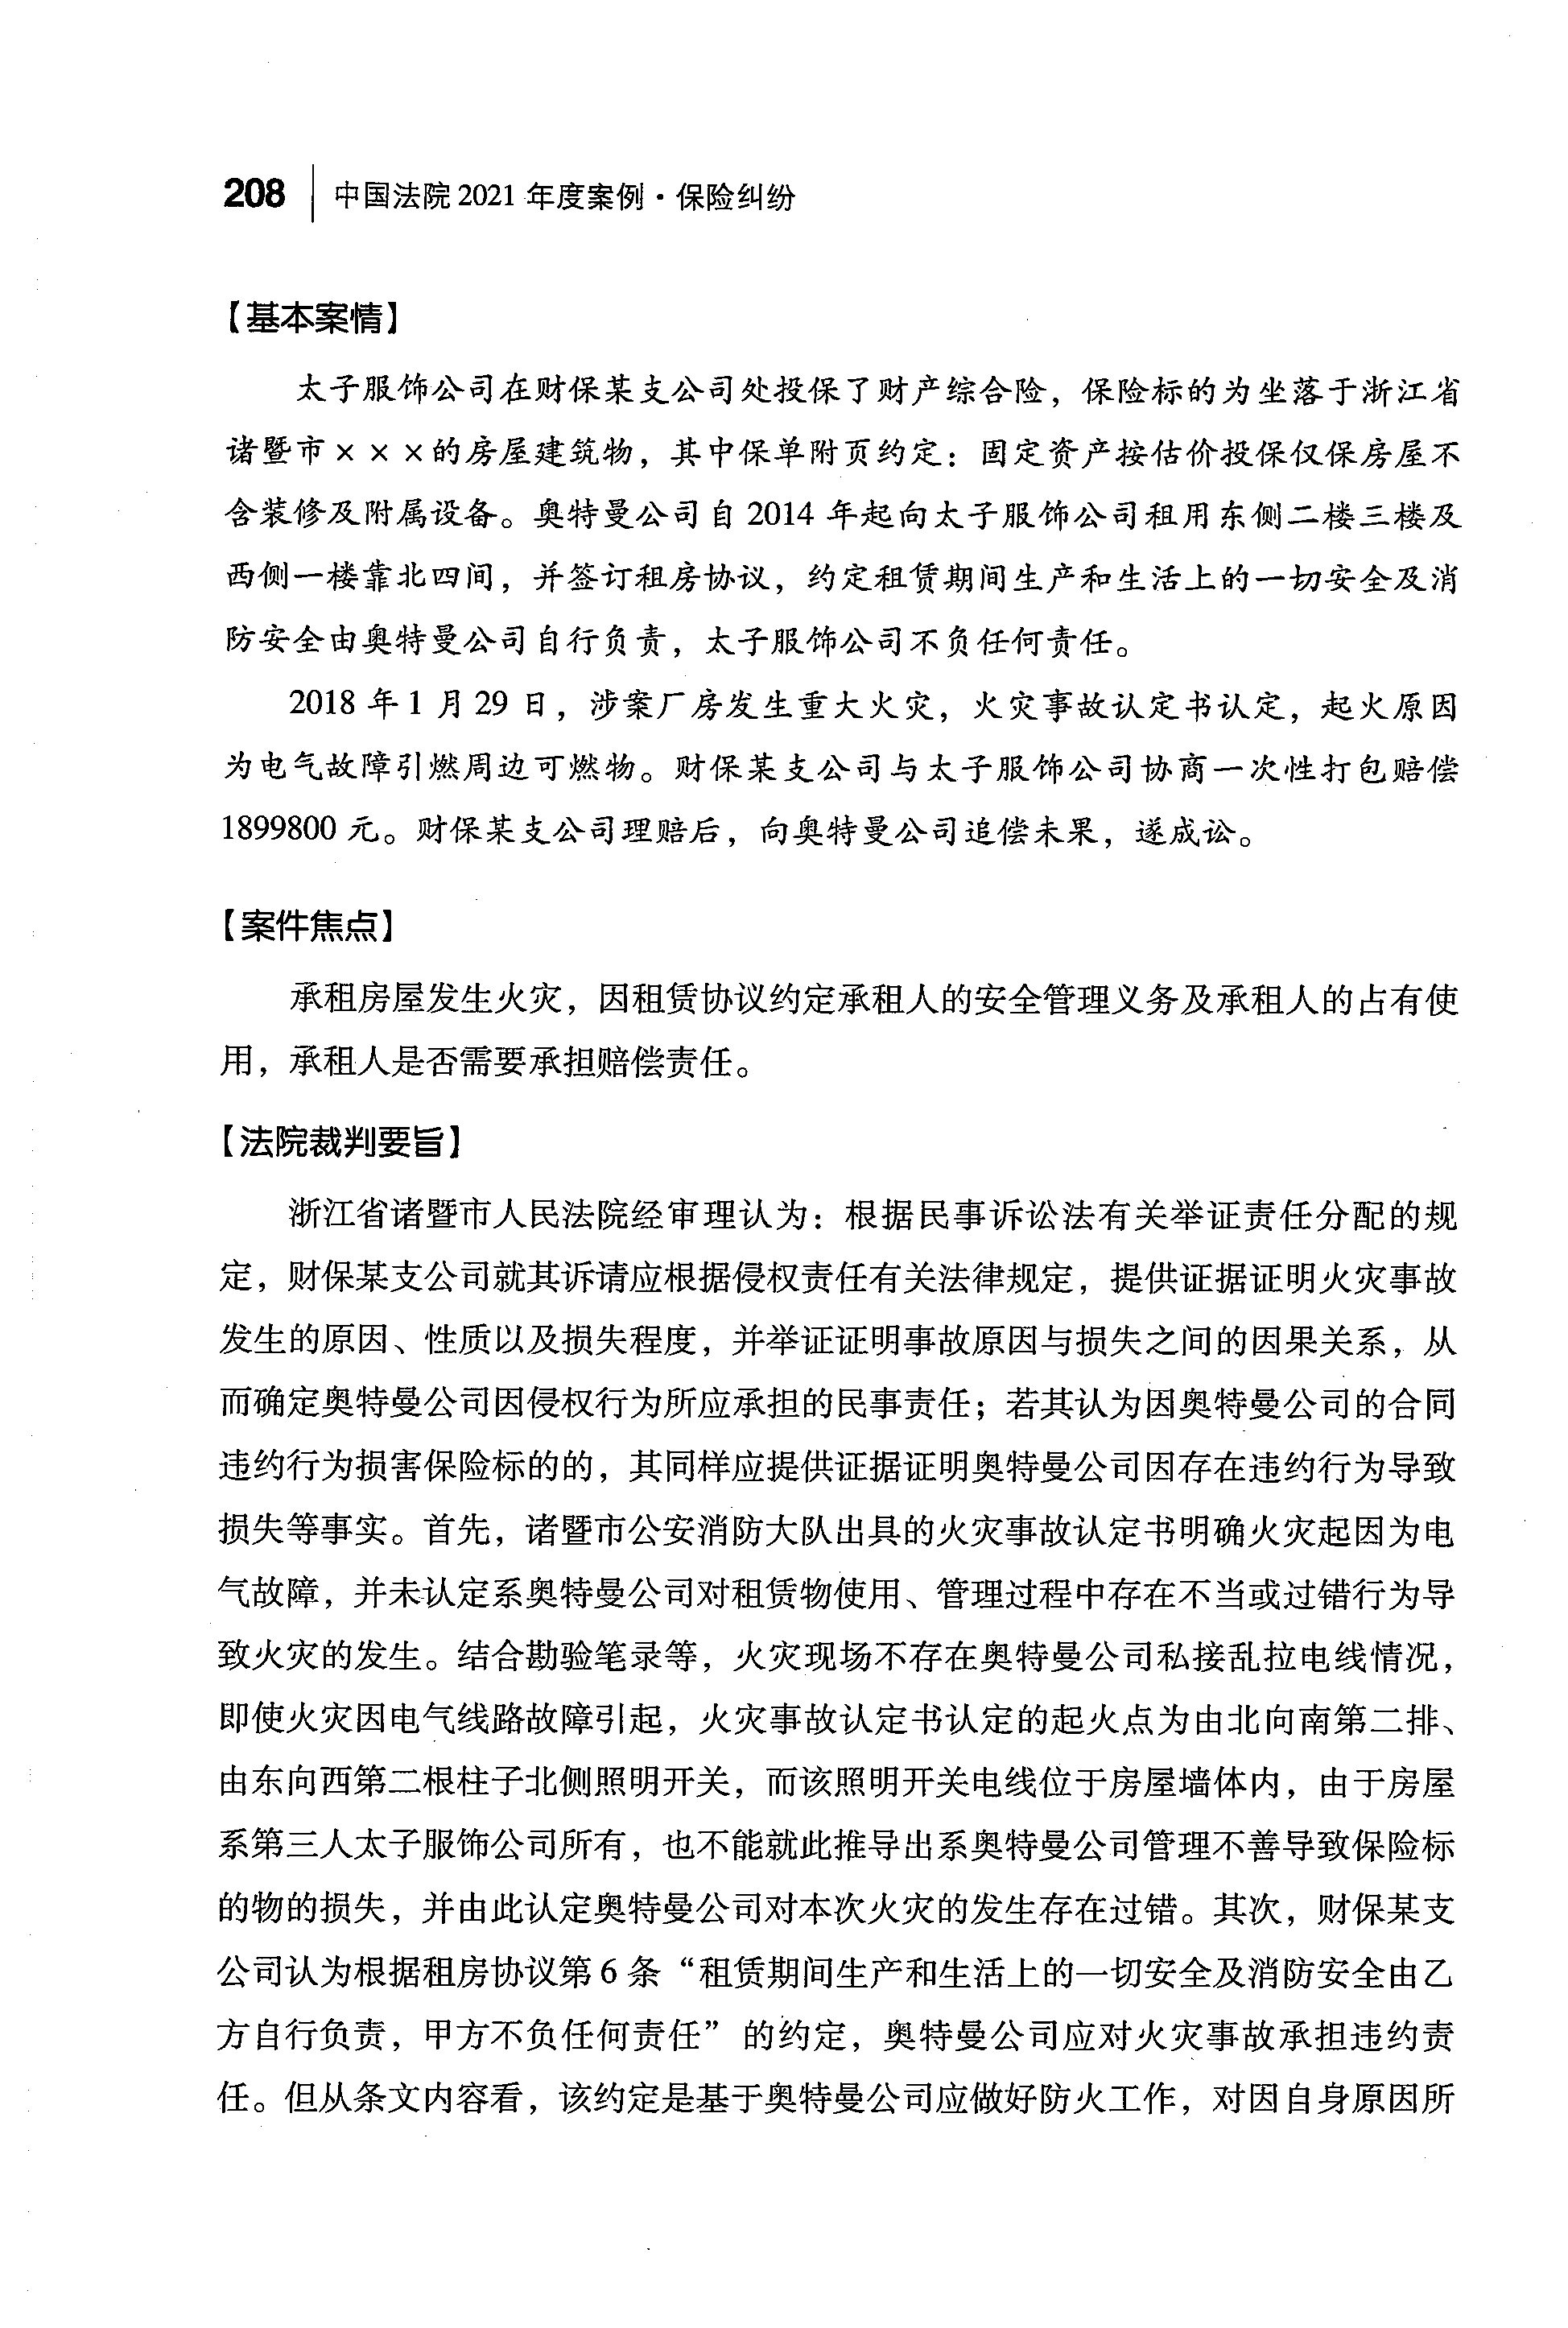 208 中国法院2021年度案例·保险纠纷
【基本案情】
太子服饰公司在财保某支公司处投保了财产综合险，保险标的为坐落于浙江省
诸暨市×××的房屋建筑物，其中保单附页约定：固定资产按估价投保仅保房屋不
含装修及附属设备。奥特曼公司自2014年起向太子服饰公司租用东侧二楼三楼及
西侧一楼靠北四间，并签订租房协议，约定租赁期间生产和生活上的一切安全及消
防安全由奥特曼公司自行负责，太子服饰公司不负任何责任。
2018年1月29日，涉案厂房发生重大火灾，火灾事故认定书认定，起火原因
为电气故障引燃周边可燃物。财保某支公司与太子服饰公司协商一次性打包赔偿
1899800元。财保某支公司理赔后，向奥特曼公司追偿未果，遂成讼。
【案件焦点】
承租房屋发生火灾，因租赁协议约定承租人的安全管理义务及承租人的占有使
用，承租人是否需要承担赔偿责任。
【法院裁判要旨】
浙江省诸暨市人民法院经审理认为：根据民事诉讼法有关举证责任分配的规
定，财保某支公司就其诉请应根据侵权责任有关法律规定，提供证据证明火灾事故
发生的原因、性质以及损失程度，并举证证明事故原因与损失之间的因果关系，从
而确定奥特曼公司因侵权行为所应承担的民事责任；若其认为因奥特曼公司的合同
违约行为损害保险标的的，其同样应提供证据证明奥特曼公司因存在违约行为导致
损失等事实。首先，诸暨市公安消防大队出具的火灾事故认定书明确火灾起因为电
气故障，并未认定系奥特曼公司对租赁物使用、管理过程中存在不当或过错行为导
致火灾的发生。结合勘验笔录等，火灾现场不存在奥特曼公司私接乱拉电线情况，
即使火灾因电气线路故障引起，火灾事故认定书认定的起火点为由北向南第二排、
由东向西第二根柱子北侧照明开关，而该照明开关电线位于房屋墙体内，由于房屋
系第三人太子服饰公司所有，也不能就此推导出系奥特曼公司管理不善导致保险标
的物的损失，并由此认定奥特曼公司对本次火灾的发生存在过错。其次，财保某支
公司认为根据租房协议第6条“租赁期间生产和生活上的一切安全及消防安全由乙
方自行负责，甲方不负任何责任”的约定，奥特曼公司应对火灾事故承担违约责
任。但从条文内容看，该约定是基于奥特曼公司应做好防火工作，对因自身原因所